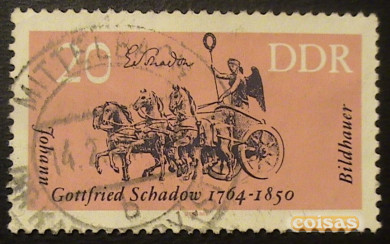 20
DDR
Johann
Gottfried Schadow 1764-1850
Bildhauer
coisas